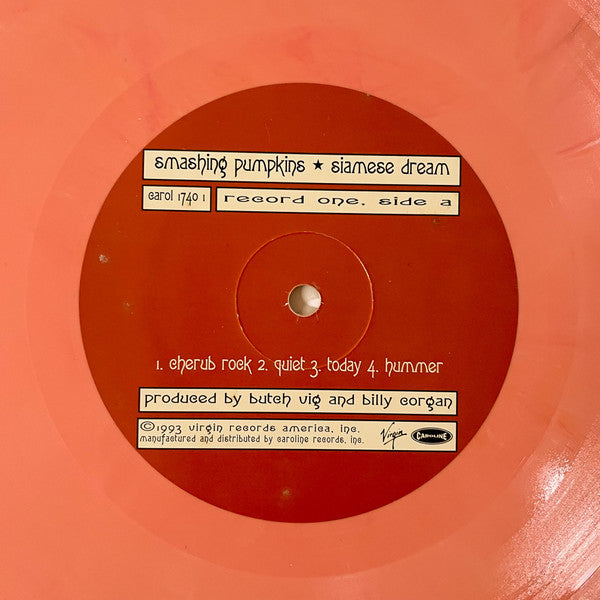 smashing pumpkins ★ siamese dream
carol 1740 1 record one. side a
1. cherub rock 2. quiet 3. today 4. hummer
produced by butch vig and billy corgan
©1993 virgin records america, inc.
manufactured and distributed by caroline records, inc.
Virgin CAROLINE